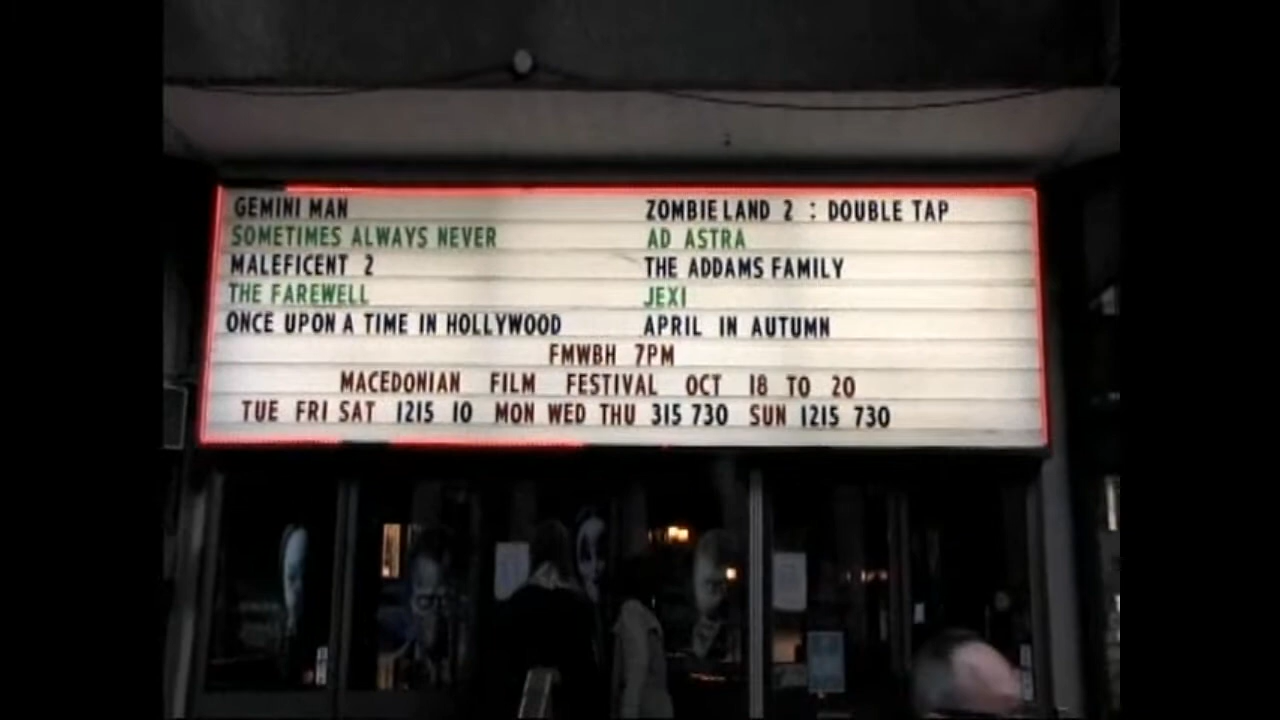 GEMINI MAN ZOMBIELAND 2 : DOUBLE TAP
SOMETIMES ALWAYS NEVER AD ASTRA
MALEFICENT 2 THE ADDAMS FAMILY
THE FAREWELL JEXI
ONCE UPON A TIME IN HOLLYWOOD APRIL IN AUTUMN
FMWBH 7PM
MACEDONIAN FILM FESTIVAL OCT 18 TO 20
TUE FRI SAT 1215 10 MON WED THU 315 730 SUN 1215 730